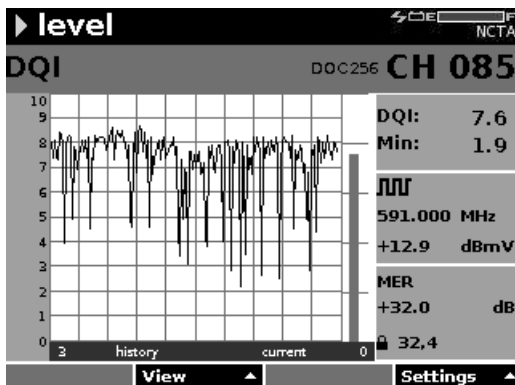 level
E F
NCTA
DQI DOC256 CH 085
10
9
8
7
6
5
4
3
2
1
0
3 history current 0
DQI: 7.6
Min: 1.9
591.000 MHz
+12.9 dBmV
MER
+32.0 dB
32,4
View Settings